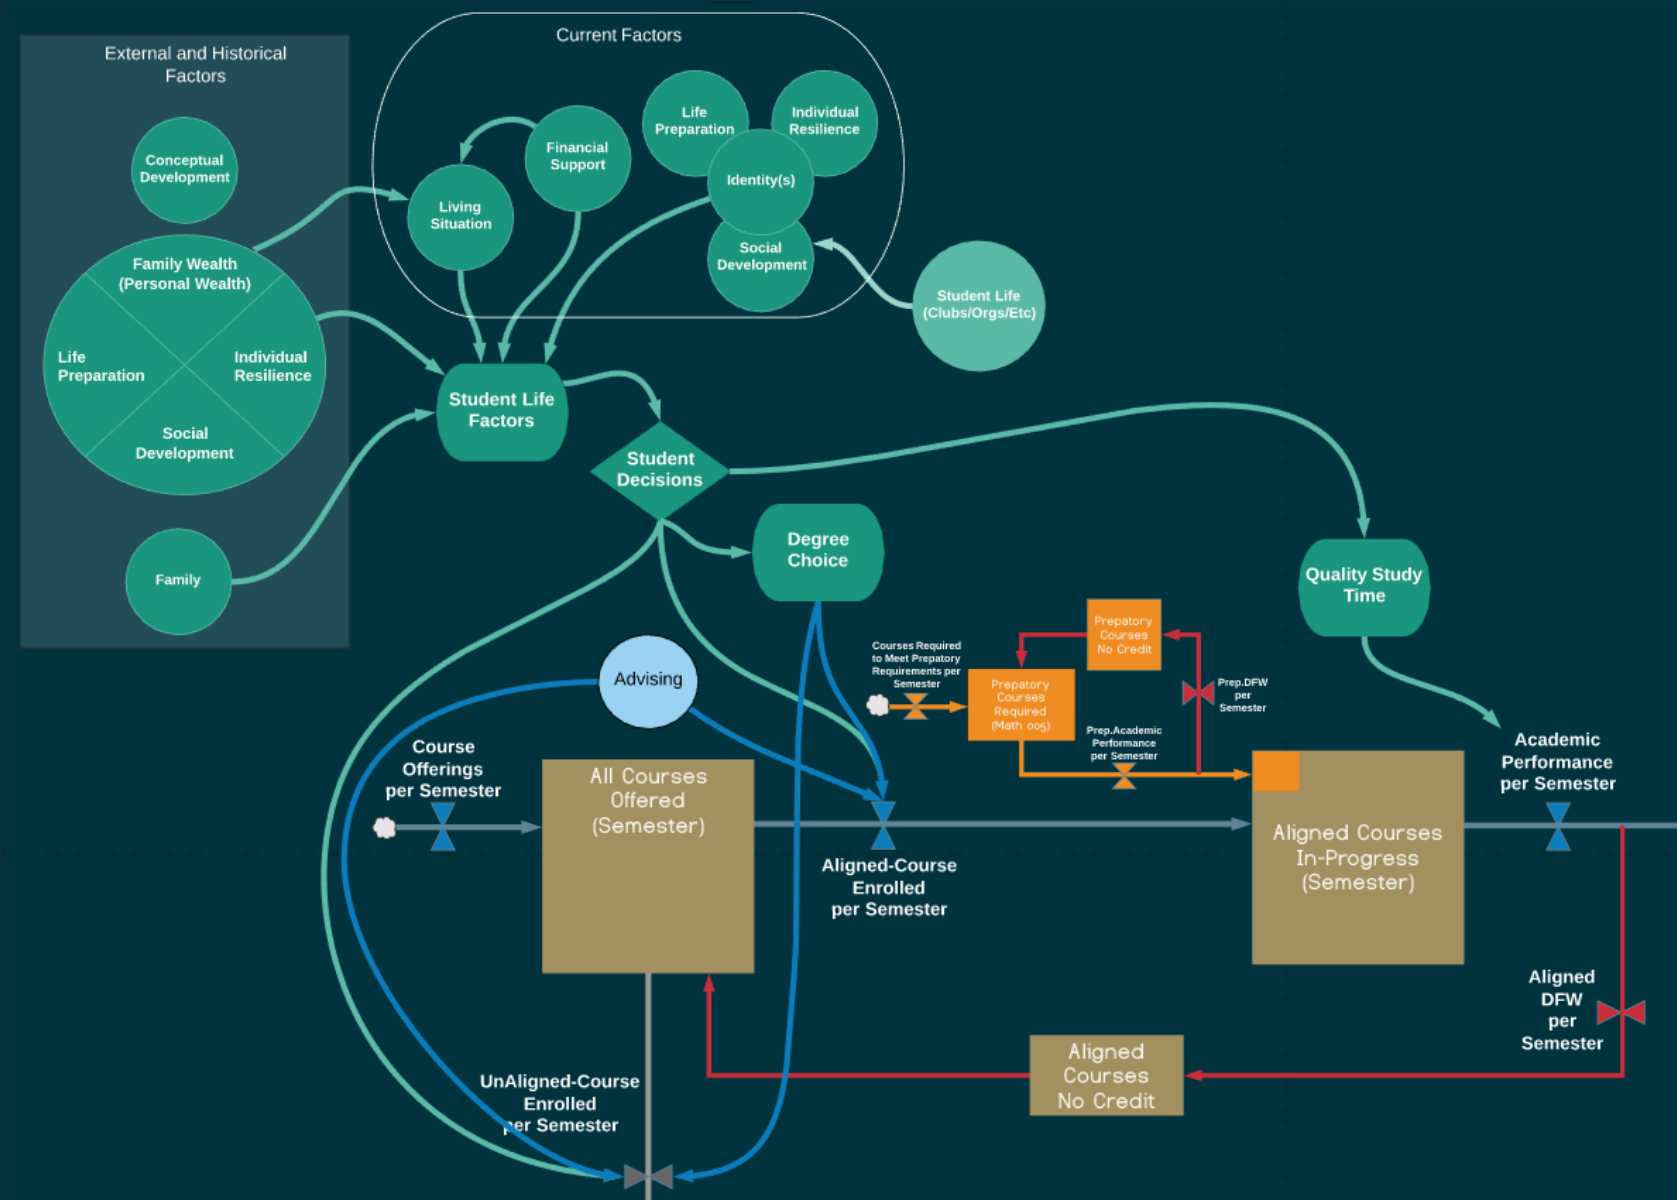 External and Historical
Factors
Conceptual
Development
Family Wealth
(Personal Wealth)
Life
Preparation
Individual
Resilience
Social
Development
Family
Current Factors
Living
Situation
Financial
Support
Life
Preparation
Individual
Resilience
Identity(s)
Social
Development
Student Life
(Clubs/Orgs/Etc)
Student Life
Factors
Student
Decisions
Degree
Choice
Quality Study
Time
Advising
Courses Required
to Meet Prepatory
Requirements per
Semester
Prepatory
Courses
No Credit
Prepatory
Courses
Required
(Math 005)
Prep.DFW
per
Semester
Prep.Academic
Performance
per Semester
Course
Offerings
per Semester
All Courses
Offered
(Semester)
Aligned-Course
Enrolled
per Semester
Aligned Courses
In-Progress
(Semester)
Academic
Performance
per Semester
Aligned
DFW
per
Semester
Aligned
Courses
No Credit
UnAligned-Course
Enrolled
per Semester